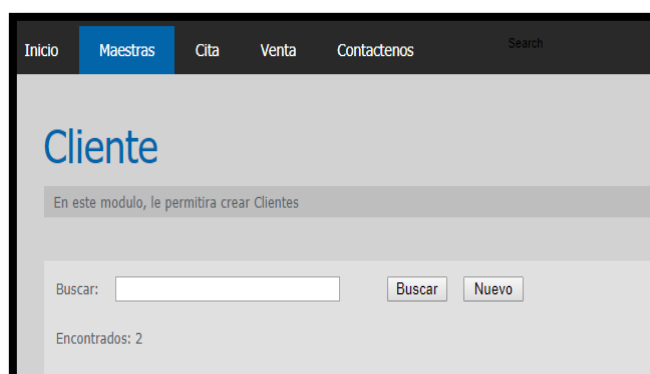 Inicio Maestras Cita Venta Contactenos Search
Cliente
En este modulo, le permitira crear Clientes
Buscar: Buscar Nuevo
Encontrados: 2